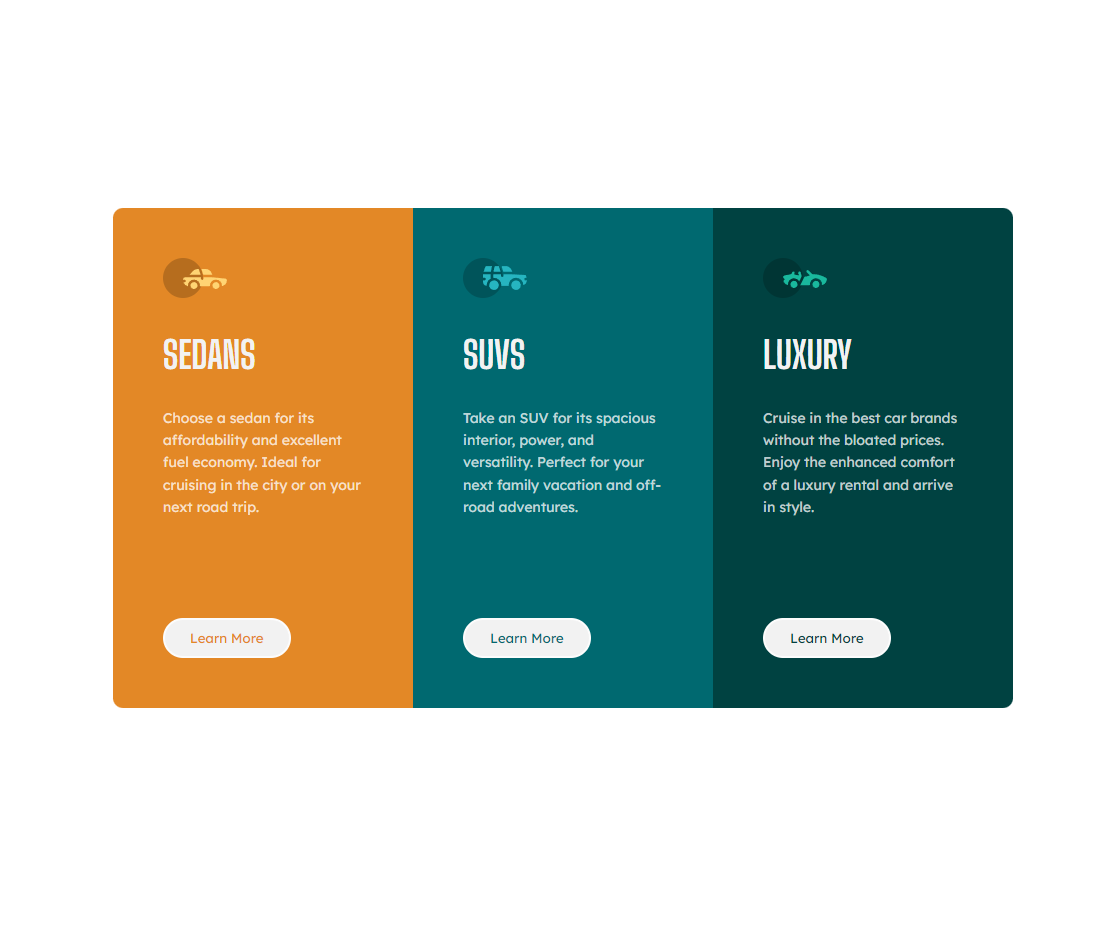 SEDANS
Choose a sedan for its
affordability and excellent
fuel economy. Ideal for
cruising in the city or on your
next road trip.
Learn More
SUVS
Take an SUV for its spacious
interior, power, and
versatility. Perfect for your
next family vacation and off-
road adventures.
Learn More
LUXURY
Cruise in the best car brands
without the bloated prices.
Enjoy the enhanced comfort
of a luxury rental and arrive
in style.
Learn More